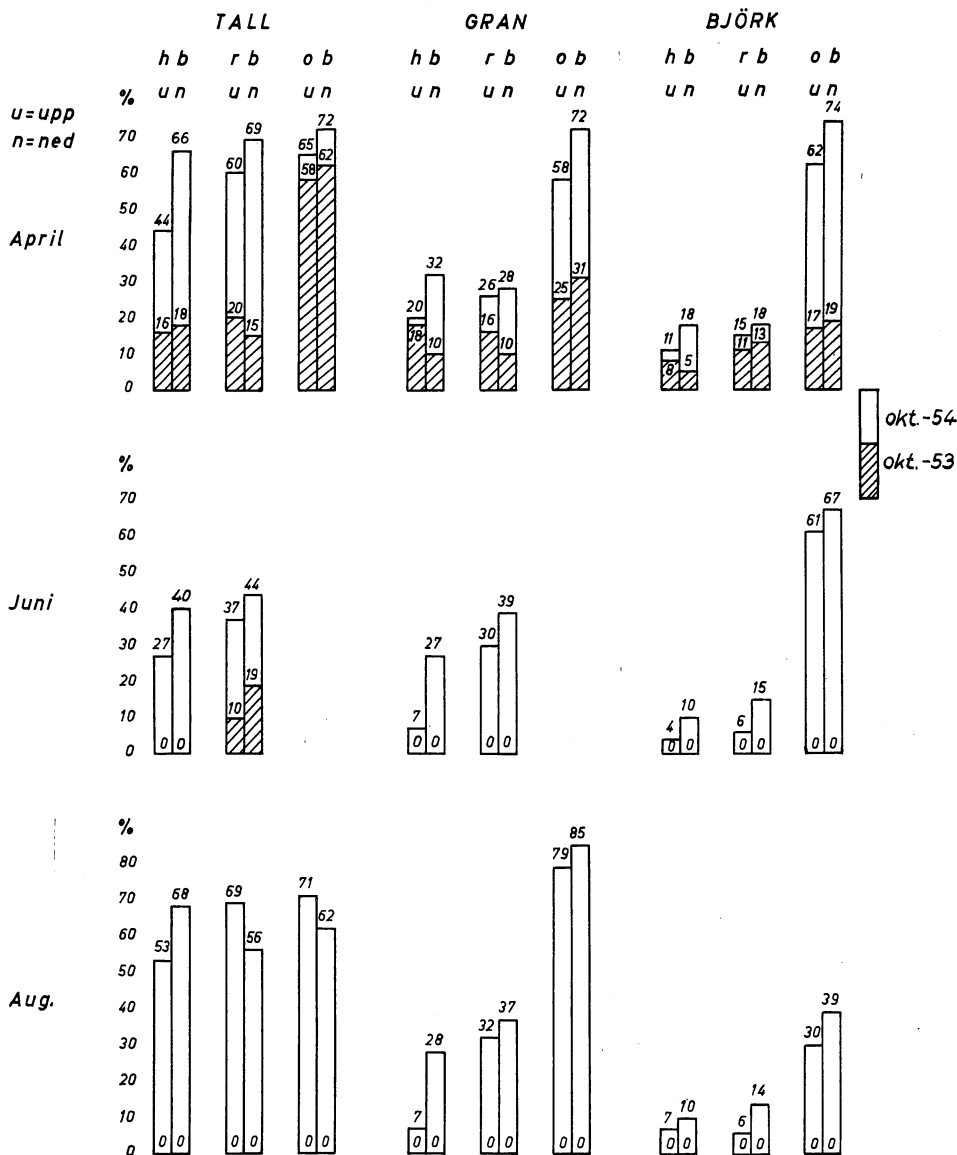 TALL GRAN BJÖRK
h b r b o b h b r b o b h b r b o b
u n u n u n u n u n u n u n u n u n
%
u=upp
n=ned
70
60
50
40
30
20
10
0
April
44 66 60 69 65 72
16 18 20 15 58 62
20 32 26 28 58 72
18 10 16 10 25 31
11 18 15 18 62 74
8 5 11 13 17 19
okt.-54
okt.-53
%
70
60
50
40
30
20
10
0
Juni
27 40 37 44
0 0 10 19
7 27 30 39
0 0 0 0
4 10 6 15 61 67
0 0 0 0 0 0
%
80
70
60
50
40
30
20
10
0
Aug.
53 68 69 56 71 62
0 0 0 0 0 0
7 28 32 37 79 85
0 0 0 0 0 0
7 10 6 14 30 39
0 0 0 0 0 0